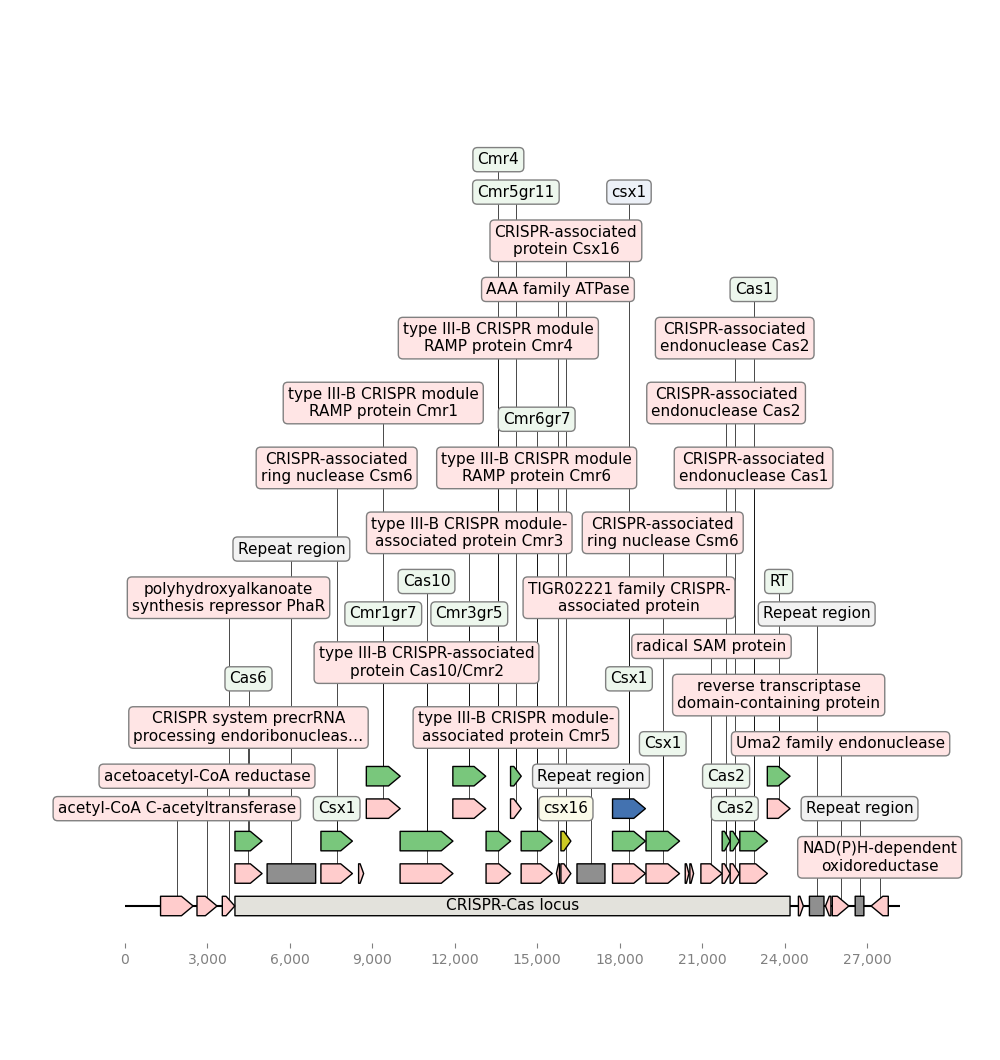 Cmr4
Cmr5gr11
csx1
CRISPR-associated
protein Csx16
AAA family ATPase
Cas1
type III-B CRISPR module
RAMP protein Cmr4
CRISPR-associated
endonuclease Cas2
type III-B CRISPR module
RAMP protein Cmr1
CRISPR-associated
endonuclease Cas2
Cmr6gr7
CRISPR-associated
ring nuclease Csm6
type III-B CRISPR module
RAMP protein Cmr6
CRISPR-associated
endonuclease Cas1
type III-B CRISPR module-
associated protein Cmr3
CRISPR-associated
ring nuclease Csm6
Repeat region
polyhydroxyalkanoate
synthesis repressor PhaR
Cas10
TIGR02221 family CRISPR-
associated protein
RT
Cmr1gr7
Cmr3gr5
Repeat region
radical SAM protein
type III-B CRISPR-associated
protein Cas10/Cmr2
Cas6
Csx1
reverse transcriptase
domain-containing protein
CRISPR system precrRNA
processing endoribonucleas…
type III-B CRISPR module-
associated protein Cmr5
Csx1
Uma2 family endonuclease
acetoacetyl-CoA reductase
Repeat region
Cas2
acetyl-CoA C-acetyltransferase
Csx1
csx16
Cas2
Repeat region
NAD(P)H-dependent
oxidoreductase
CRISPR-Cas locus
0
3,000
6,000
9,000
12,000
15,000
18,000
21,000
24,000
27,000